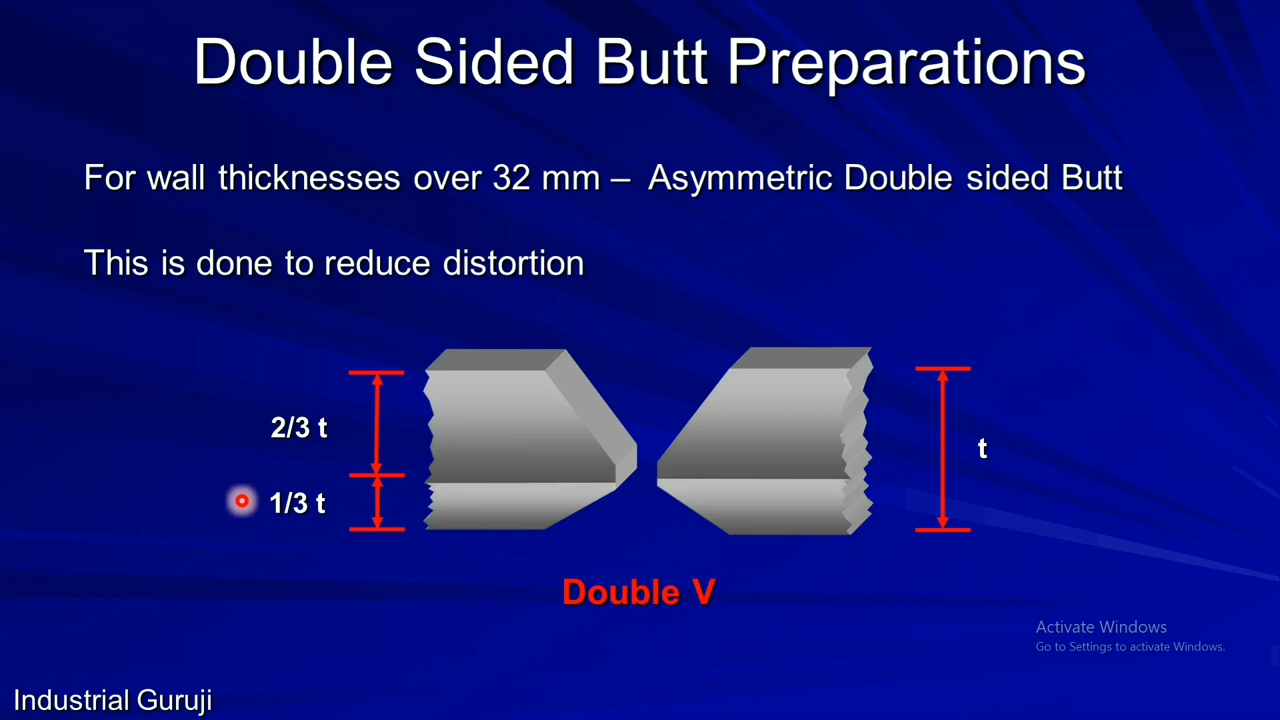 Double Sided Butt Preparations
For wall thicknesses over 32 mm – Asymmetric Double sided Butt
This is done to reduce distortion
2/3 t
t
1/3 t
Double V
Activate Windows
Go to Settings to activate Windows.
Industrial Guruji